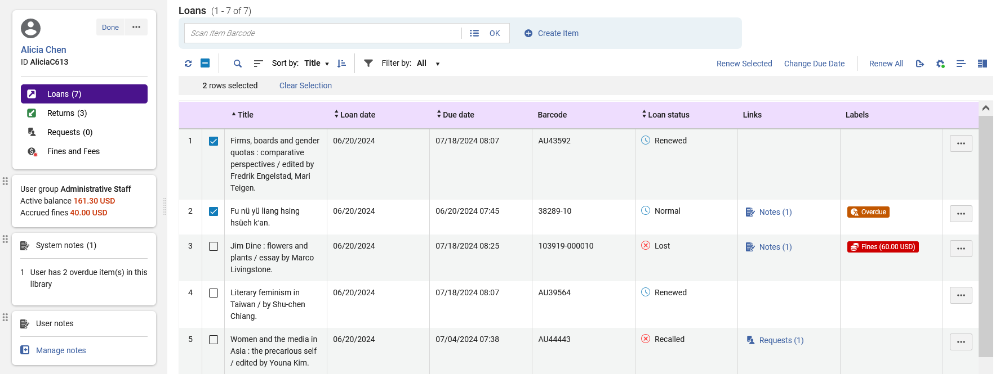 Done
Alicia Chen
ID AliciaC613
Loans (7)
Returns (3)
Requests (0)
Fines and Fees
User group Administrative Staff
Active balance 161.30 USD
Accrued fines 40.00 USD
System notes (1)
1 User has 2 overdue item(s) in this
library
User notes
Manage notes
Loans (1 - 7 of 7)
Scan Item Barcode OK Create Item
Sort by: Title Filter by: All Renew Selected Change Due Date Renew All
2 rows selected Clear Selection
Title Loan date Due date Barcode Loan status Links Labels
1 Firms, boards and gender 06/20/2024 07/18/2024 08:07 AU43592 Renewed
quotas : comparative
perspectives / edited by
Fredrik Engelstad, Mari
Teigen.
2 Fu nü yü liang hsing 06/20/2024 06/20/2024 07:45 38289-10 Normal Notes (1) Overdue
hsüeh kʻan.
3 Jim Dine : flowers and 06/20/2024 07/18/2024 08:25 103919-000010 Lost Notes (1) Fines (60.00 USD)
plants / essay by Marco
Livingstone.
4 Literary feminism in 06/20/2024 07/18/2024 08:07 AU39564 Renewed
Taiwan / by Shu-chen
Chiang.
5 Women and the media in 06/20/2024 07/04/2024 07:38 AU44443 Recalled Requests (1)
Asia : the precarious self
/ edited by Youna Kim.